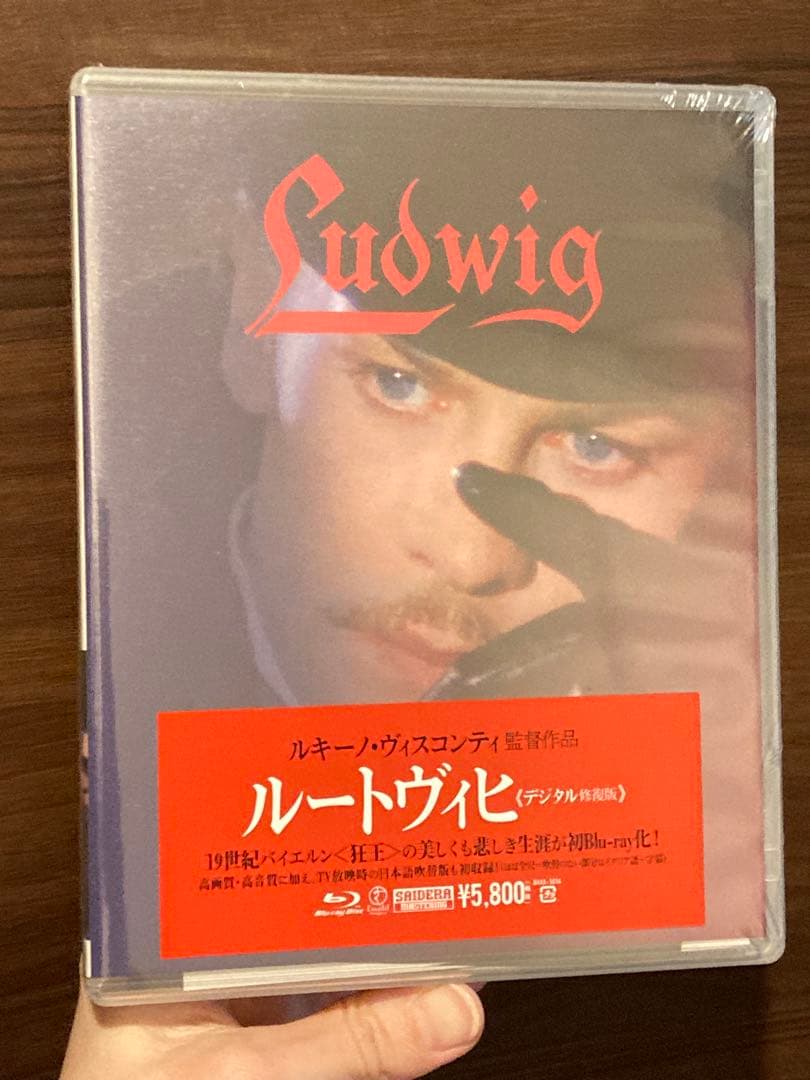 Ludwig
ルキーノ・ヴィスコンティ監督作品
ルートヴィヒ《デジタル修復版》
19世紀バイエルン<狂王>の美しくも悲しき生涯が初Blu-ray化!
高画質・高音質に加え、TV放映時の日本語吹替版も初収録!
Blu-ray Disc SAIDERA MASTERING ¥5,800